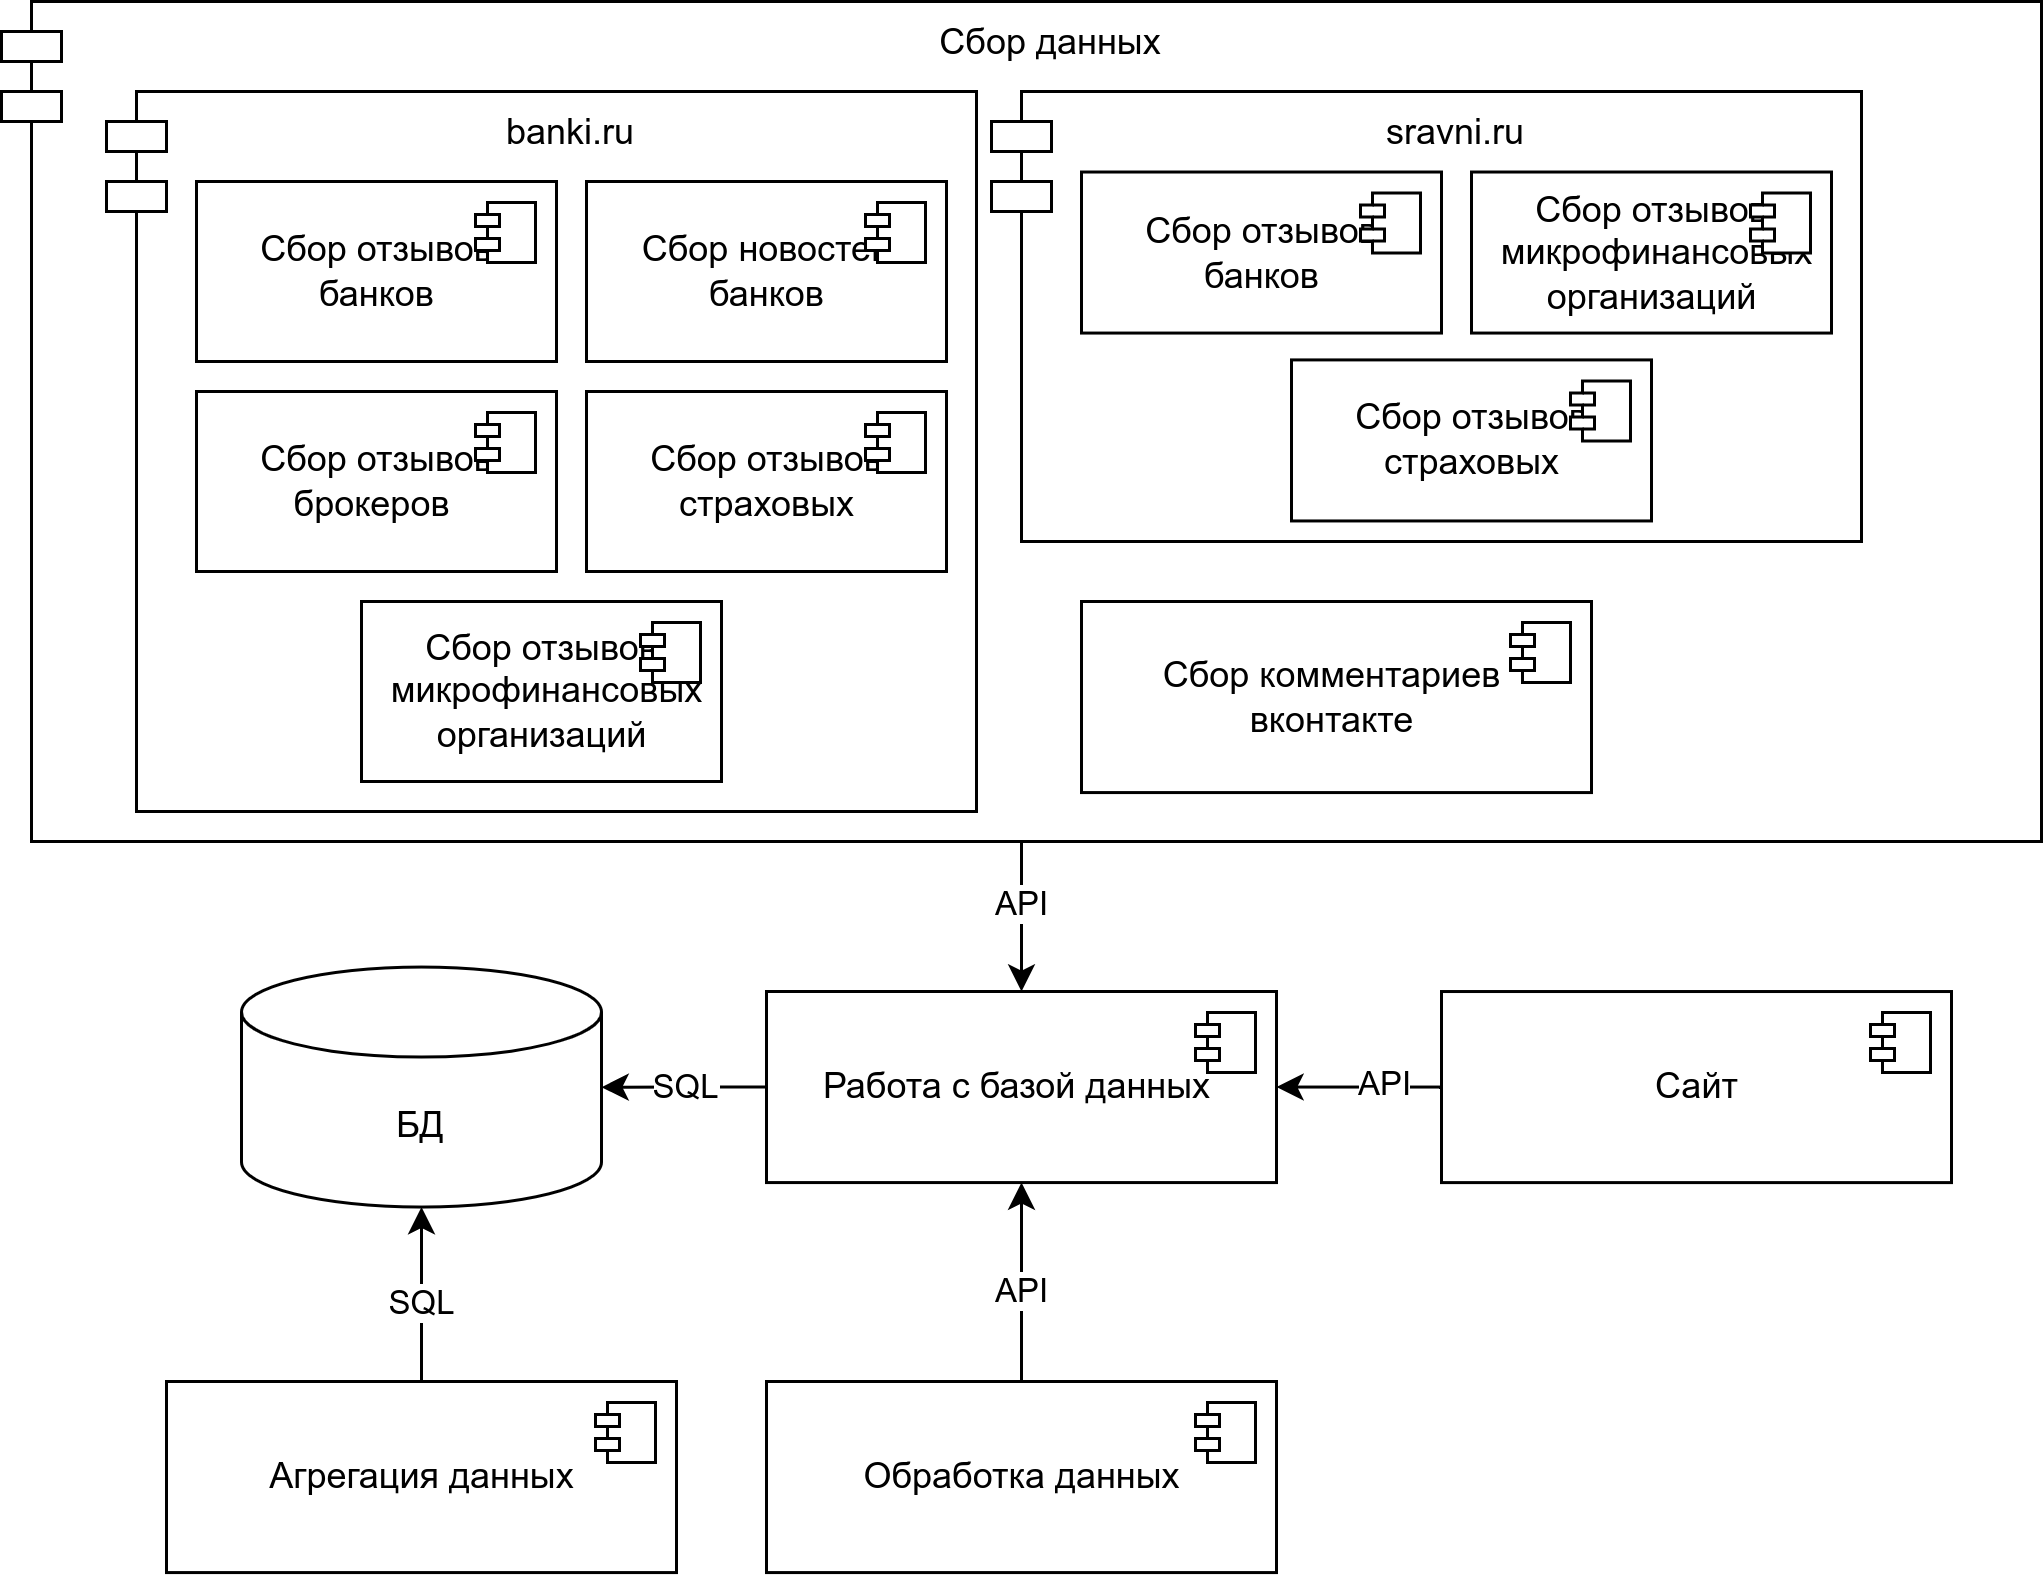 Сбор данных
banki.ru
Сбор отзывов
банков
Сбор новостей
банков
Сбор отзывов
брокеров
Сбор отзывов
страховых
Сбор отзывов
микрофинансовых
организаций
sravni.ru
Сбор отзывов
банков
Сбор отзывов
микрофинансовых
организаций
Сбор отзывов
страховых
Сбор комментариев
вконтакте
API
БД
SQL
Работа с базой данных
API
Сайт
SQL
API
Агрегация данных
Обработка данных